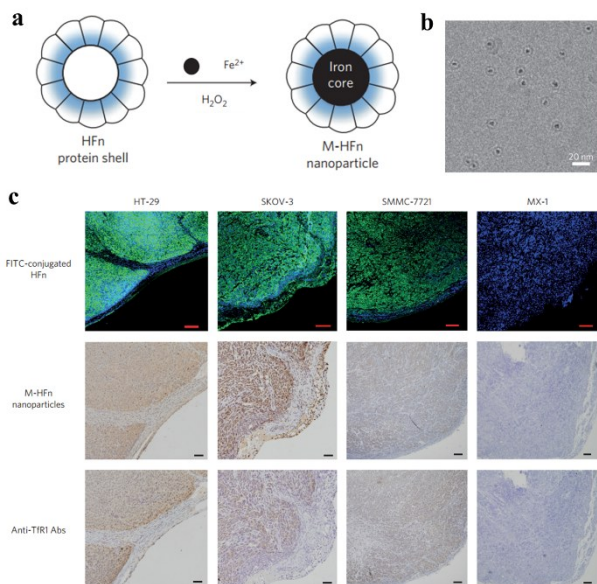 a
Fe²⁺
H₂O₂
HFn
protein shell
Iron
core
M-HFn
nanoparticle
b
20 nm
c
HT-29
SKOV-3
SMMC-7721
MX-1
FITC-conjugated
HFn
M-HFn
nanoparticles
Anti-TfR1 Abs